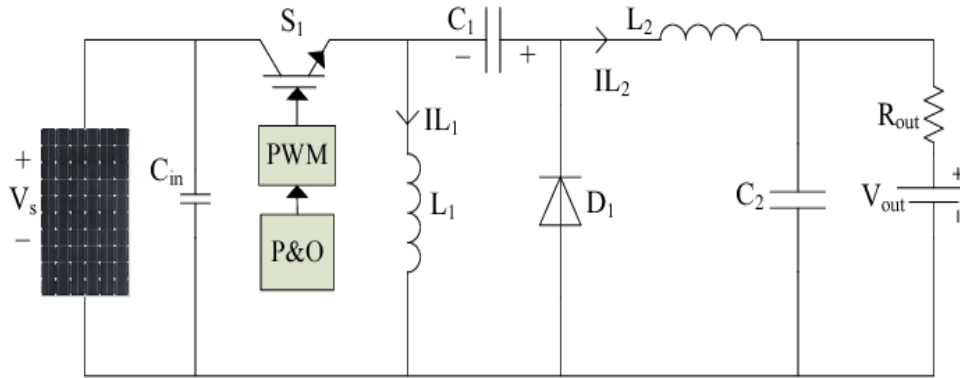 S₁
C₁
− +
L₂
IL₂
+
Vₛ
−
Cᵢₙ
PWM
P&O
IL₁
L₁
D₁
C₂
Rₒᵤₜ
+
Vₒᵤₜ
−